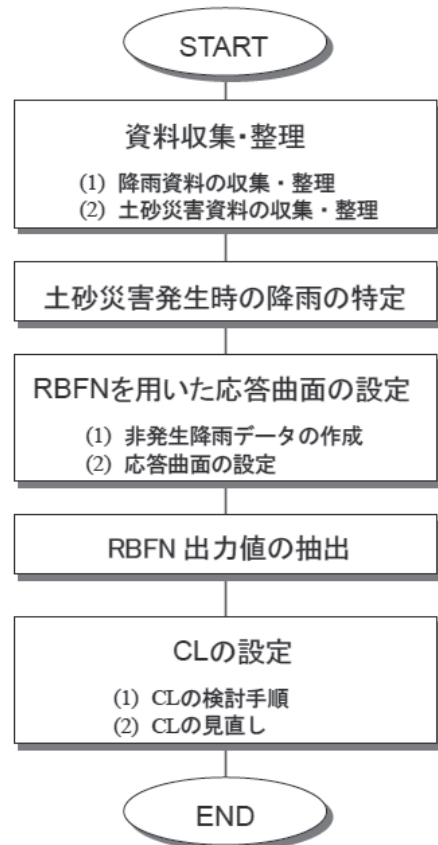 START
資料収集・整理
(1) 降雨資料の収集・整理
(2) 土砂災害資料の収集・整理
土砂災害発生時の降雨の特定
RBFNを用いた応答曲面の設定
(1) 非発生降雨データの作成
(2) 応答曲面の設定
RBFN 出力値の抽出
CLの設定
(1) CLの検討手順
(2) CLの見直し
END